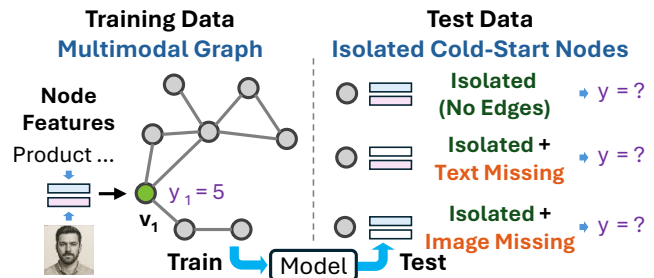 Training Data
Multimodal Graph
Node
Features
Product ...
y 1 = 5
v1
Train
Model
Test
Test Data
Isolated Cold-Start Nodes
Isolated
(No Edges)
y = ?
Isolated +
Text Missing
y = ?
Isolated +
Image Missing
y = ?